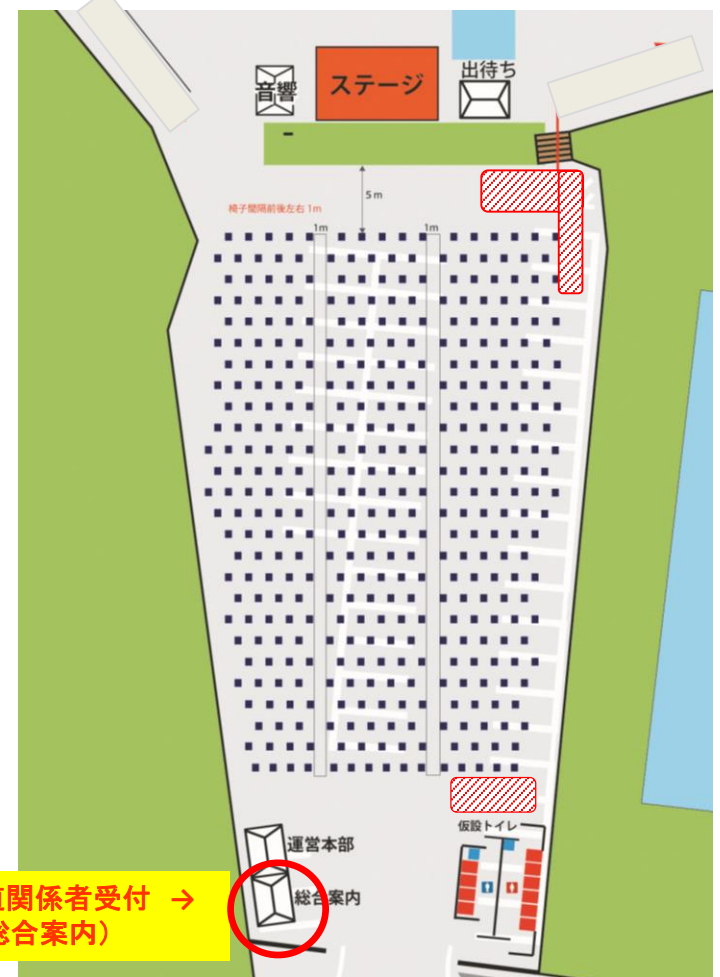 音響
ステージ
出待ち
5m
椅子間隔前後左右 1m
1m
1m
仮設トイレ
運営本部
総合案内
関係者受付 →
総合案内）